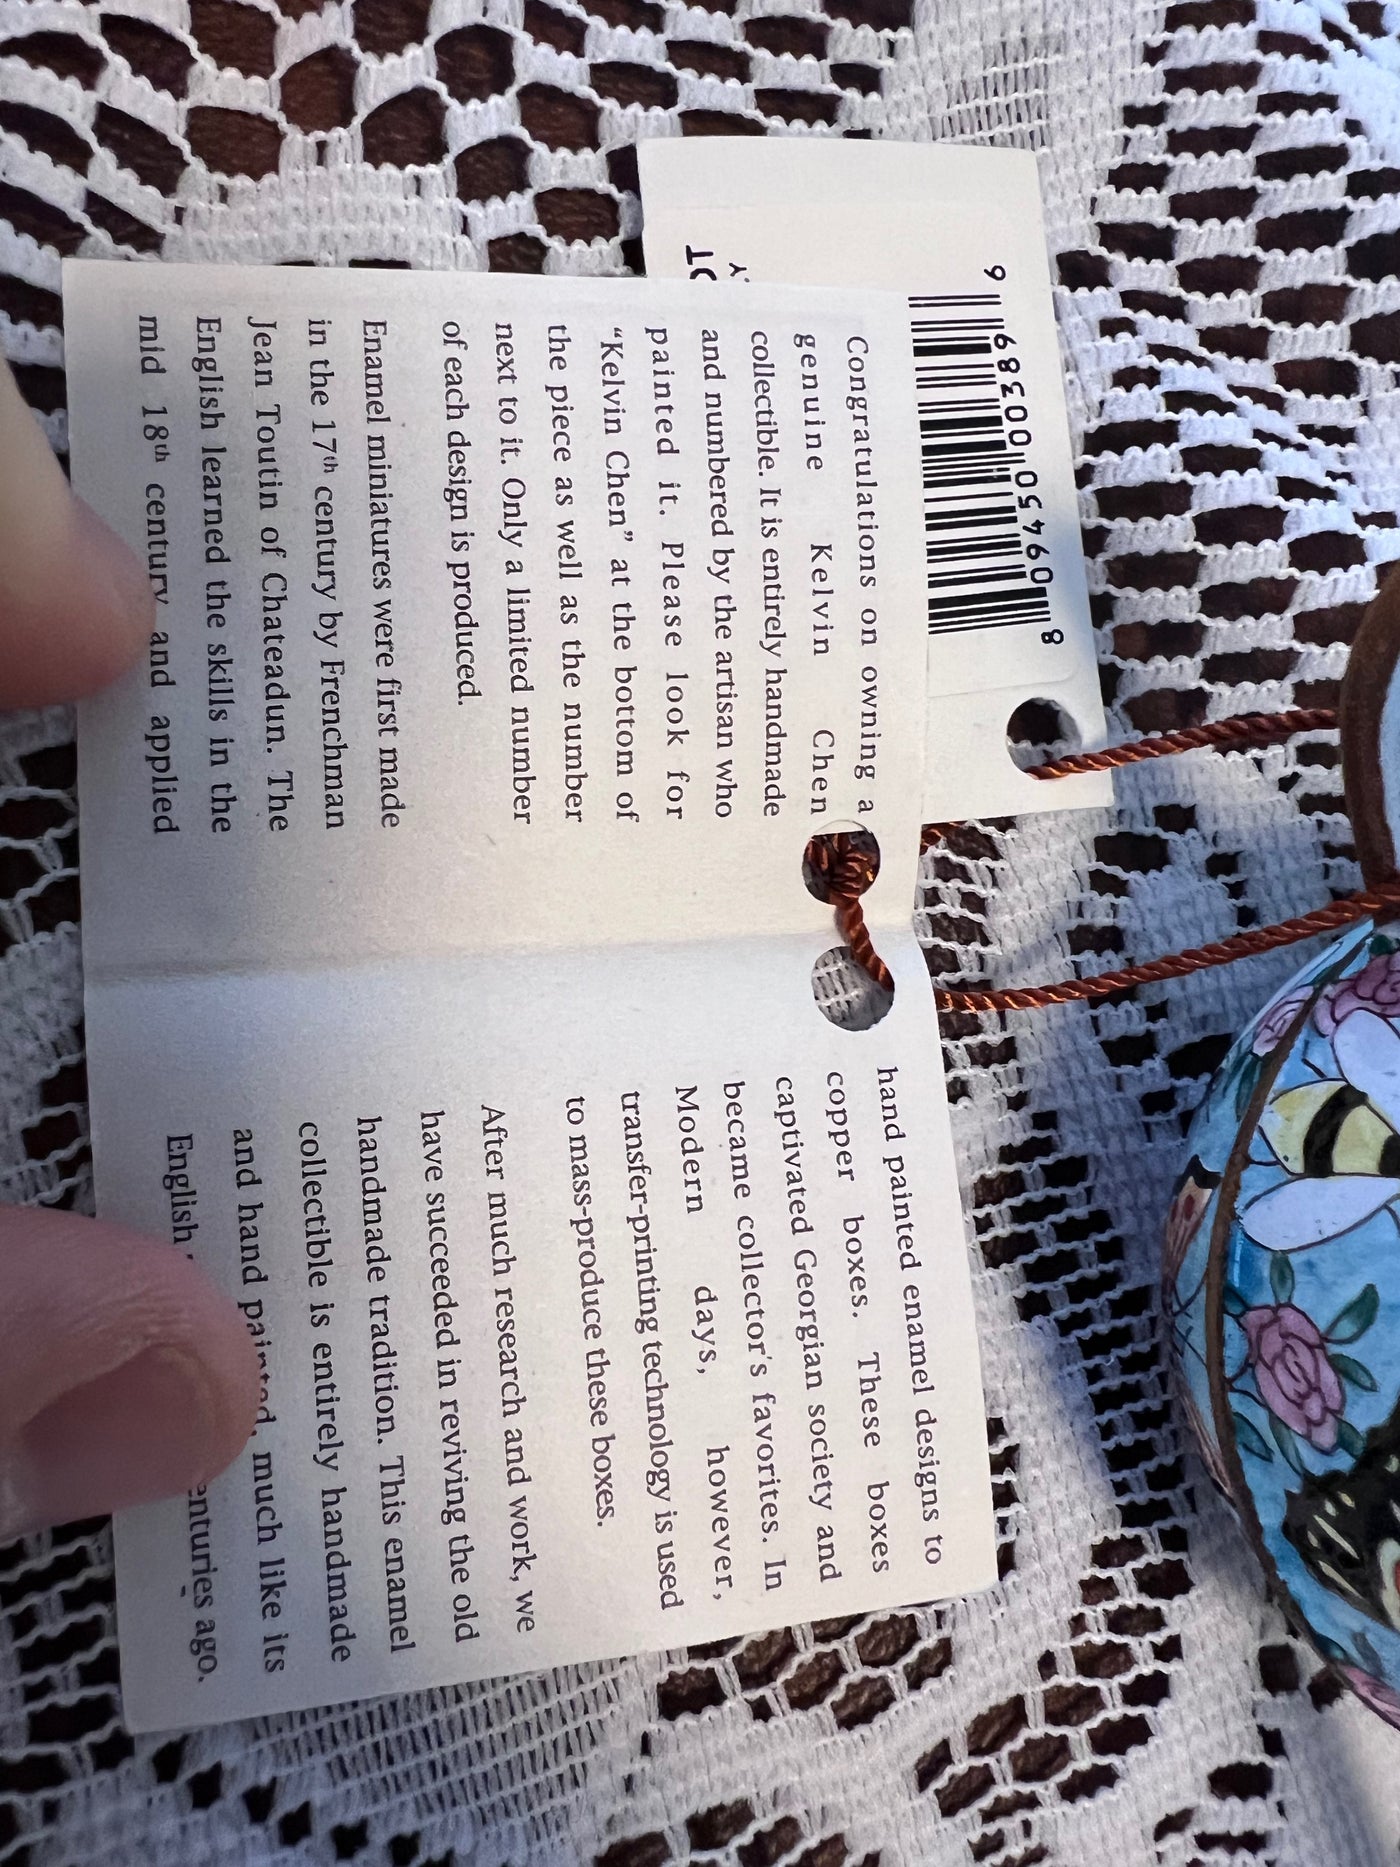 Congratulations on owning a
genuine Kelvin Chen
collectible. It is entirely handmade
and numbered by the artisan who
painted it. Please look for
“Kelvin Chen” at the bottom of
the piece as well as the number
next to it. Only a limited number
of each design is produced.
Enamel miniatures were first made
in the 17th century by Frenchman
Jean Toutin of Chateadun. The
English learned the skills in the
mid 18th century and applied
hand painted enamel designs to
copper boxes. These boxes
captivated Georgian society and
became collector's favorites. In
Modern days, however,
transfer-printing technology is used
to mass-produce these boxes.
After much research and work, we
have succeeded in reviving the old
handmade tradition. This enamel
collectible is entirely handmade
and hand painted, much like its
English enturies ago.
8 09450 00389 6